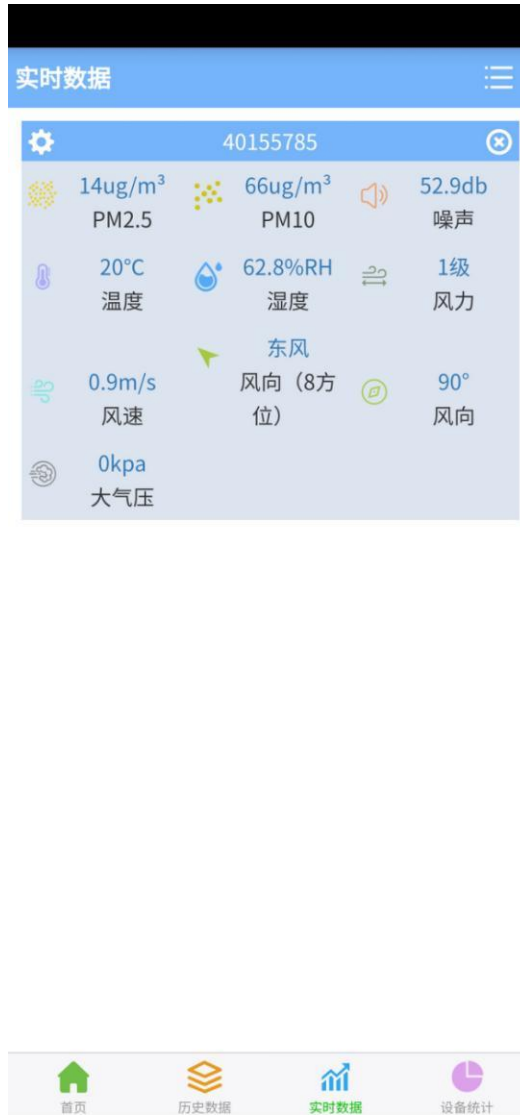 实时数据
40155785
14ug/m³
66ug/m³
52.9db
PM2.5
PM10
噪声
20°C
62.8%RH
1级
温度
湿度
风力
东风
0.9m/s
风向（8方
90°
风速
位）
风向
0kpa
大气压
首页
历史数据
实时数据
设备统计